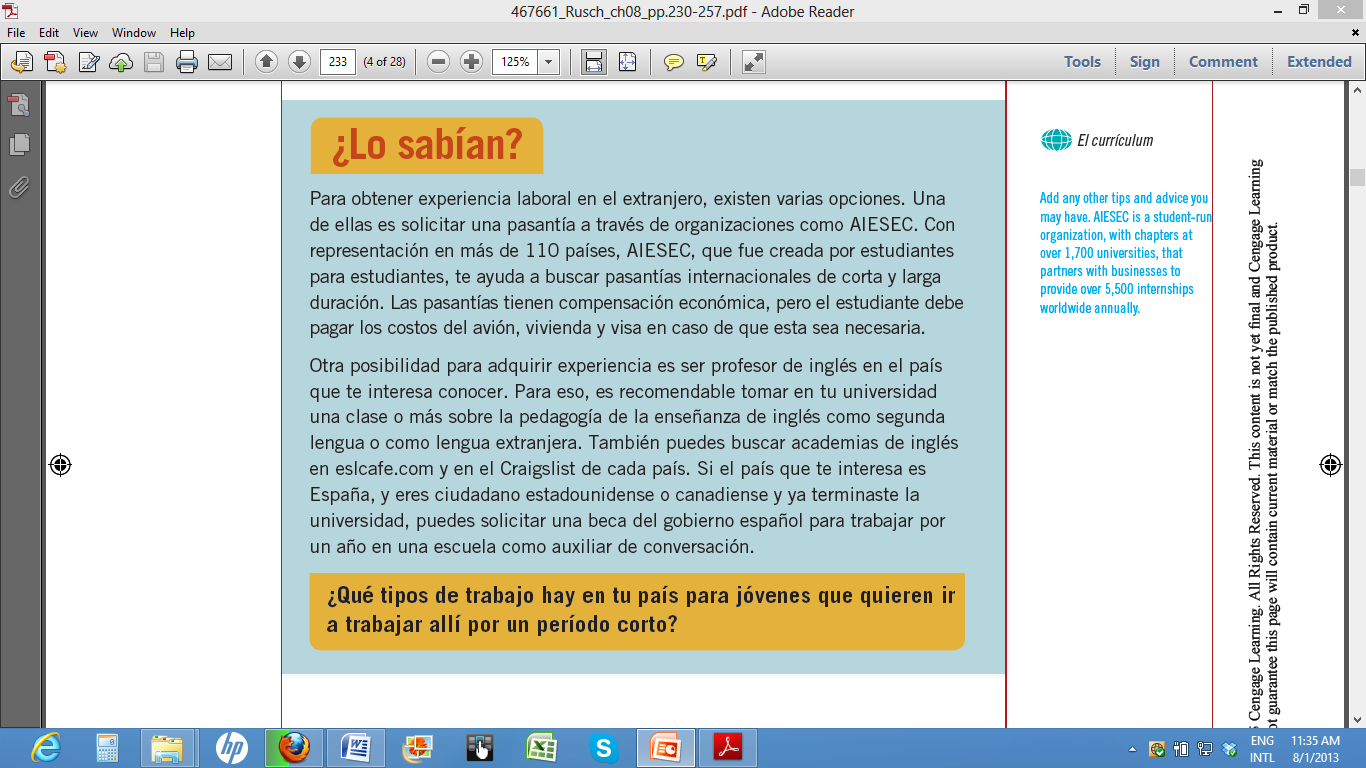 467661_Rusch_ch08_pp.230-257.pdf - Adobe Reader
File Edit View Window Help
233 (4 of 28) 125% Tools Sign Comment Extended
¿Lo sabían?
Para obtener experiencia laboral en el extranjero, existen varias opciones. Una
de ellas es solicitar una pasantía a través de organizaciones como AIESEC. Con
representación en más de 110 países, AIESEC, que fue creada por estudiantes
para estudiantes, te ayuda a buscar pasantías internacionales de corta y larga
duración. Las pasantías tienen compensación económica, pero el estudiante debe
pagar los costos del avión, vivienda y visa en caso de que esta sea necesaria.
Otra posibilidad para adquirir experiencia es ser profesor de inglés en el país
que te interesa conocer. Para eso, es recomendable tomar en tu universidad
una clase o más sobre la pedagogía de la enseñanza de inglés como segunda
lengua o como lengua extranjera. También puedes buscar academias de inglés
en eslcafe.com y en el Craigslist de cada país. Si el país que te interesa es
España, y eres ciudadano estadounidense o canadiense y ya terminaste la
universidad, puedes solicitar una beca del gobierno español para trabajar por
un año en una escuela como auxiliar de conversación.
¿Qué tipos de trabajo hay en tu país para jóvenes que quieren ir
a trabajar allí por un período corto?
El currículum
Add any other tips and advice you
may have. AIESEC is a student-run
organization, with chapters at
over 1,700 universities, that
partners with businesses to
provide over 5,500 internships
worldwide annually.
Cengage Learning. All Rights Reserved. This content is not yet final and Cengage Learning
guarantee this page will contain current material or match the published product.
hp
ENG 11:35 AM
INTL 8/1/2013